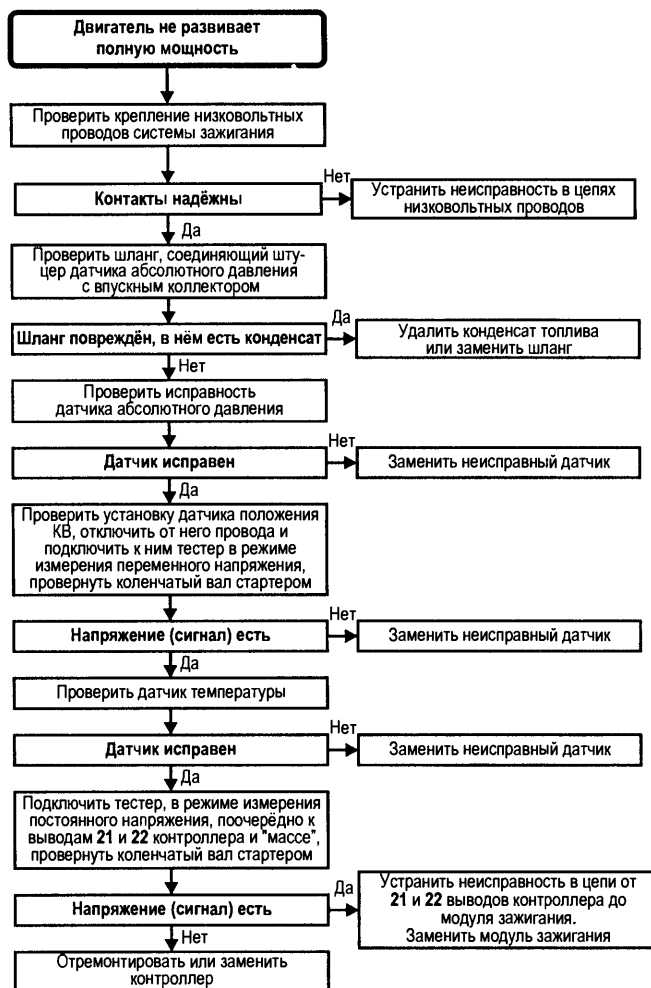 Двигатель не развивает
полную мощность
Проверить крепление низковольтных
проводов системы зажигания
Контакты надёжны
Нет
Устранить неисправность в цепях
низковольтных проводов
Да
Проверить шланг, соединяющий шту-
цер датчика абсолютного давления
с впускным коллектором
Шланг повреждён, в нём есть конденсат
Да
Удалить конденсат топлива
или заменить шланг
Нет
Проверить исправность
датчика абсолютного давления
Датчик исправен
Нет
Заменить неисправный датчик
Да
Проверить установку датчика положения
КВ, отключить от него провода и
подключить к ним тестер в режиме
измерения переменного напряжения,
провернуть коленчатый вал стартером
Напряжение (сигнал) есть
Нет
Заменить неисправный датчик
Да
Проверить датчик температуры
Датчик исправен
Нет
Заменить неисправный датчик
Да
Подключить тестер, в режиме измерения
постоянного напряжения, поочерёдно к
выводам 21 и 22 контроллера и "массе",
провернуть коленчатый вал стартером
Напряжение (сигнал) есть
Да
Устранить неисправность в цепи от
21 и 22 выводов контроллера до
модуля зажигания.
Заменить модуль зажигания
Нет
Отремонтировать или заменить
контроллер